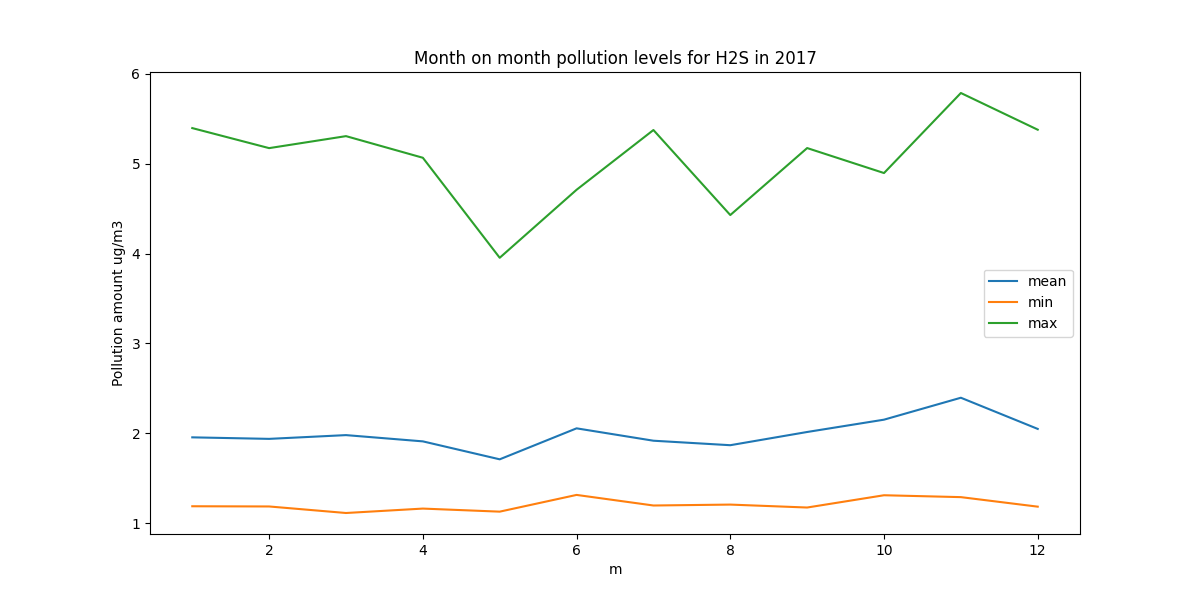 Month on month pollution levels for H2S in 2017
Pollution amount ug/m3
6
5
4
3
2
1
mean
min
max
2
4
6
8
10
12
m